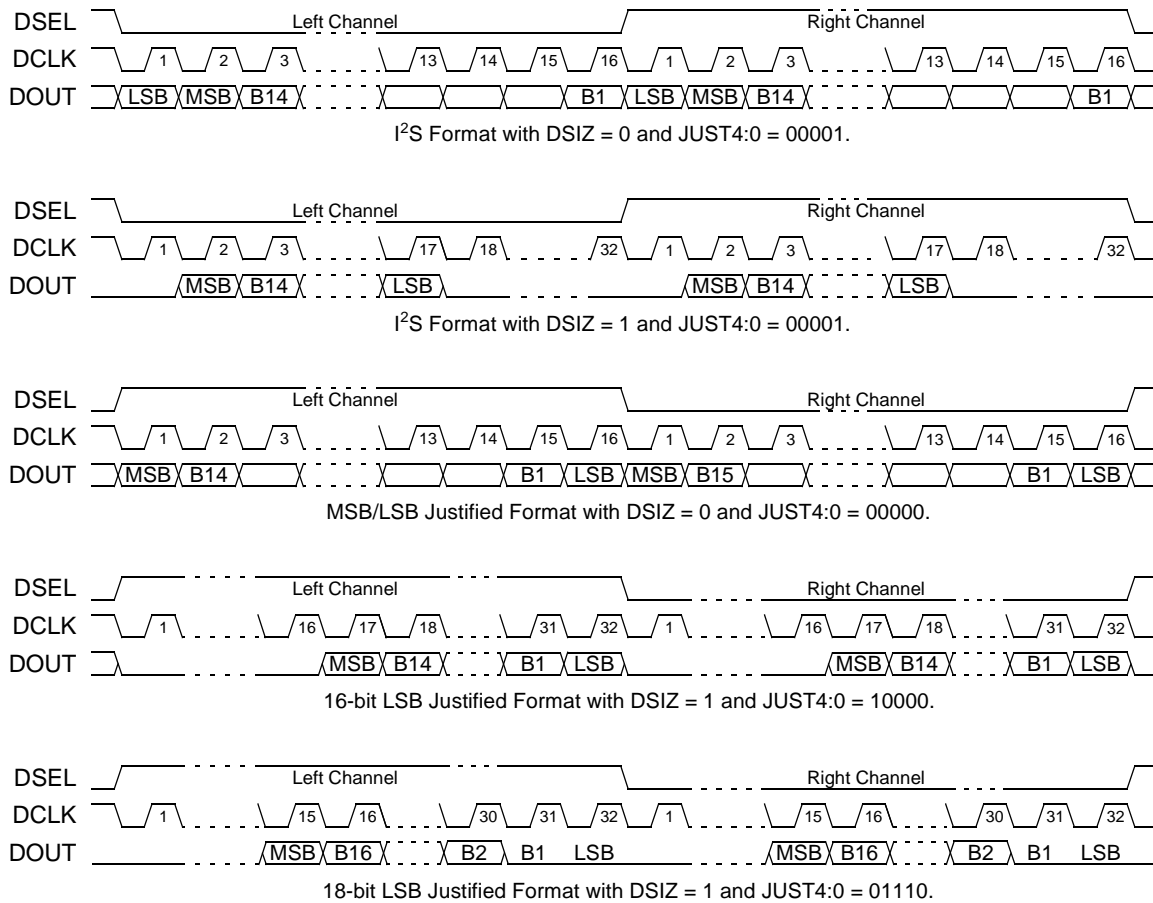 DSEL Left Channel Right Channel
DCLK 1 2 3 13 14 15 16 1 2 3 13 14 15 16
DOUT LSB MSB B14 B1 LSB MSB B14 B1
I²S Format with DSIZ = 0 and JUST4:0 = 00001.
DSEL Left Channel Right Channel
DCLK 1 2 3 17 18 32 1 2 3 17 18 32
DOUT MSB B14 LSB MSB B14 LSB
I²S Format with DSIZ = 1 and JUST4:0 = 00001.
DSEL Left Channel Right Channel
DCLK 1 2 3 13 14 15 16 1 2 3 13 14 15 16
DOUT MSB B14 B1 LSB MSB B15 B1 LSB
MSB/LSB Justified Format with DSIZ = 0 and JUST4:0 = 00000.
DSEL Left Channel Right Channel
DCLK 1 16 17 18 31 32 1 16 17 18 31 32
DOUT MSB B14 B1 LSB MSB B14 B1 LSB
16-bit LSB Justified Format with DSIZ = 1 and JUST4:0 = 10000.
DSEL Left Channel Right Channel
DCLK 1 15 16 30 31 32 1 15 16 30 31 32
DOUT MSB B16 B2 B1 LSB MSB B16 B2 B1 LSB
18-bit LSB Justified Format with DSIZ = 1 and JUST4:0 = 01110.